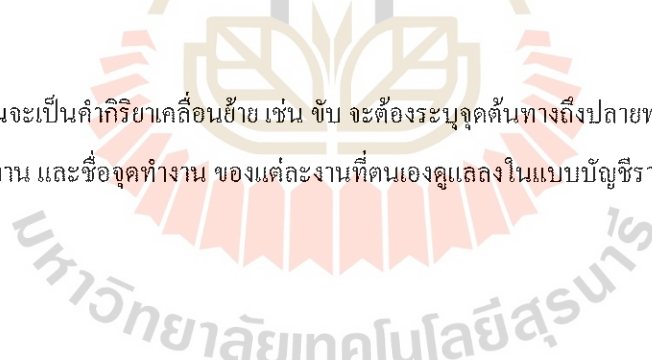 นจะเป็นคำกิริยาเคลื่อนย้าย เช่น ขับ จะต้องระบุจุดต้นทางถึงปลายท
าน และชื่อจุดทำงาน ของแต่ละงานที่ตนเองดูแลลงในแบบบัญชีรา
มหาวิทยาลัยเทคโนโลยีสุรนารี